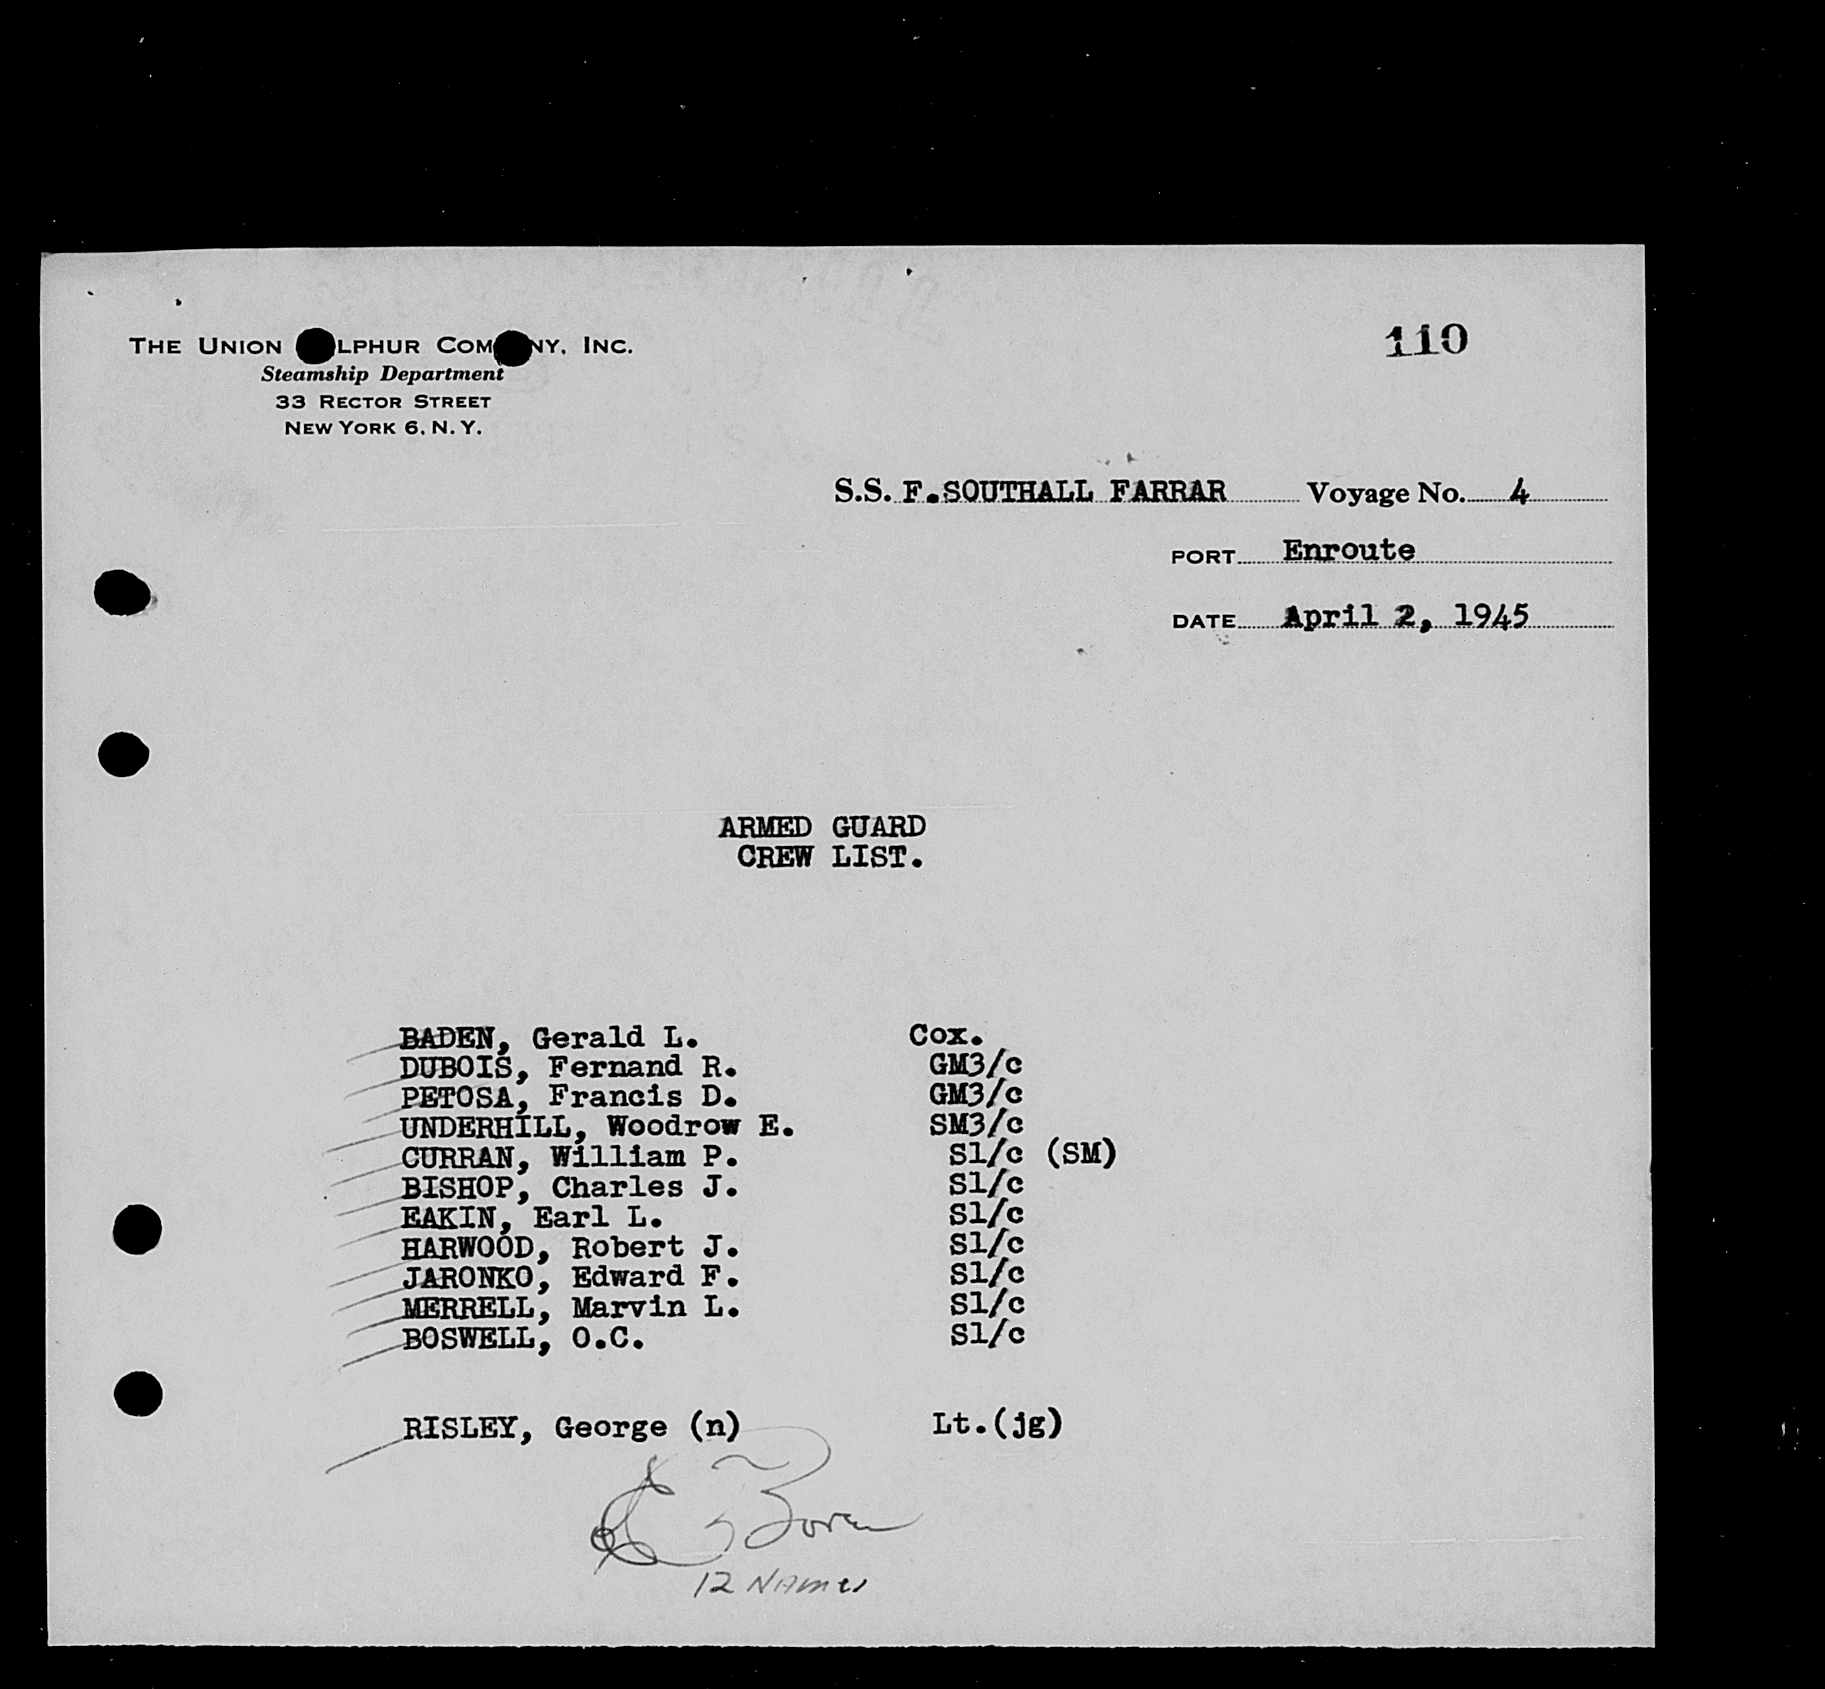 THE UNION LPHUR COM NY, INC.
Steamship Department
33 RECTOR STREET
NEW YORK 6, N. Y.
110
S.S. F.SOUTHALL FARRAR Voyage No. 4
PORT Enroute
DATE April 2, 1945
ARMED GUARD
CREW LIST.
BADEN, Gerald L. Cox.
DUBOIS, Fernand R. GM3/c
PETOSA, Francis D. GM3/c
UNDERHILL, Woodrow E. SM3/c
CURRAN, William P. S1/c (SM)
BISHOP, Charles J. S1/c
EAKIN, Earl L. S1/c
HARWOOD, Robert J. S1/c
JARONKO, Edward F. S1/c
MERRELL, Marvin L. S1/c
BOSWELL, O.C. S1/c
RISLEY, George (n) Lt.(jg)
12 Names